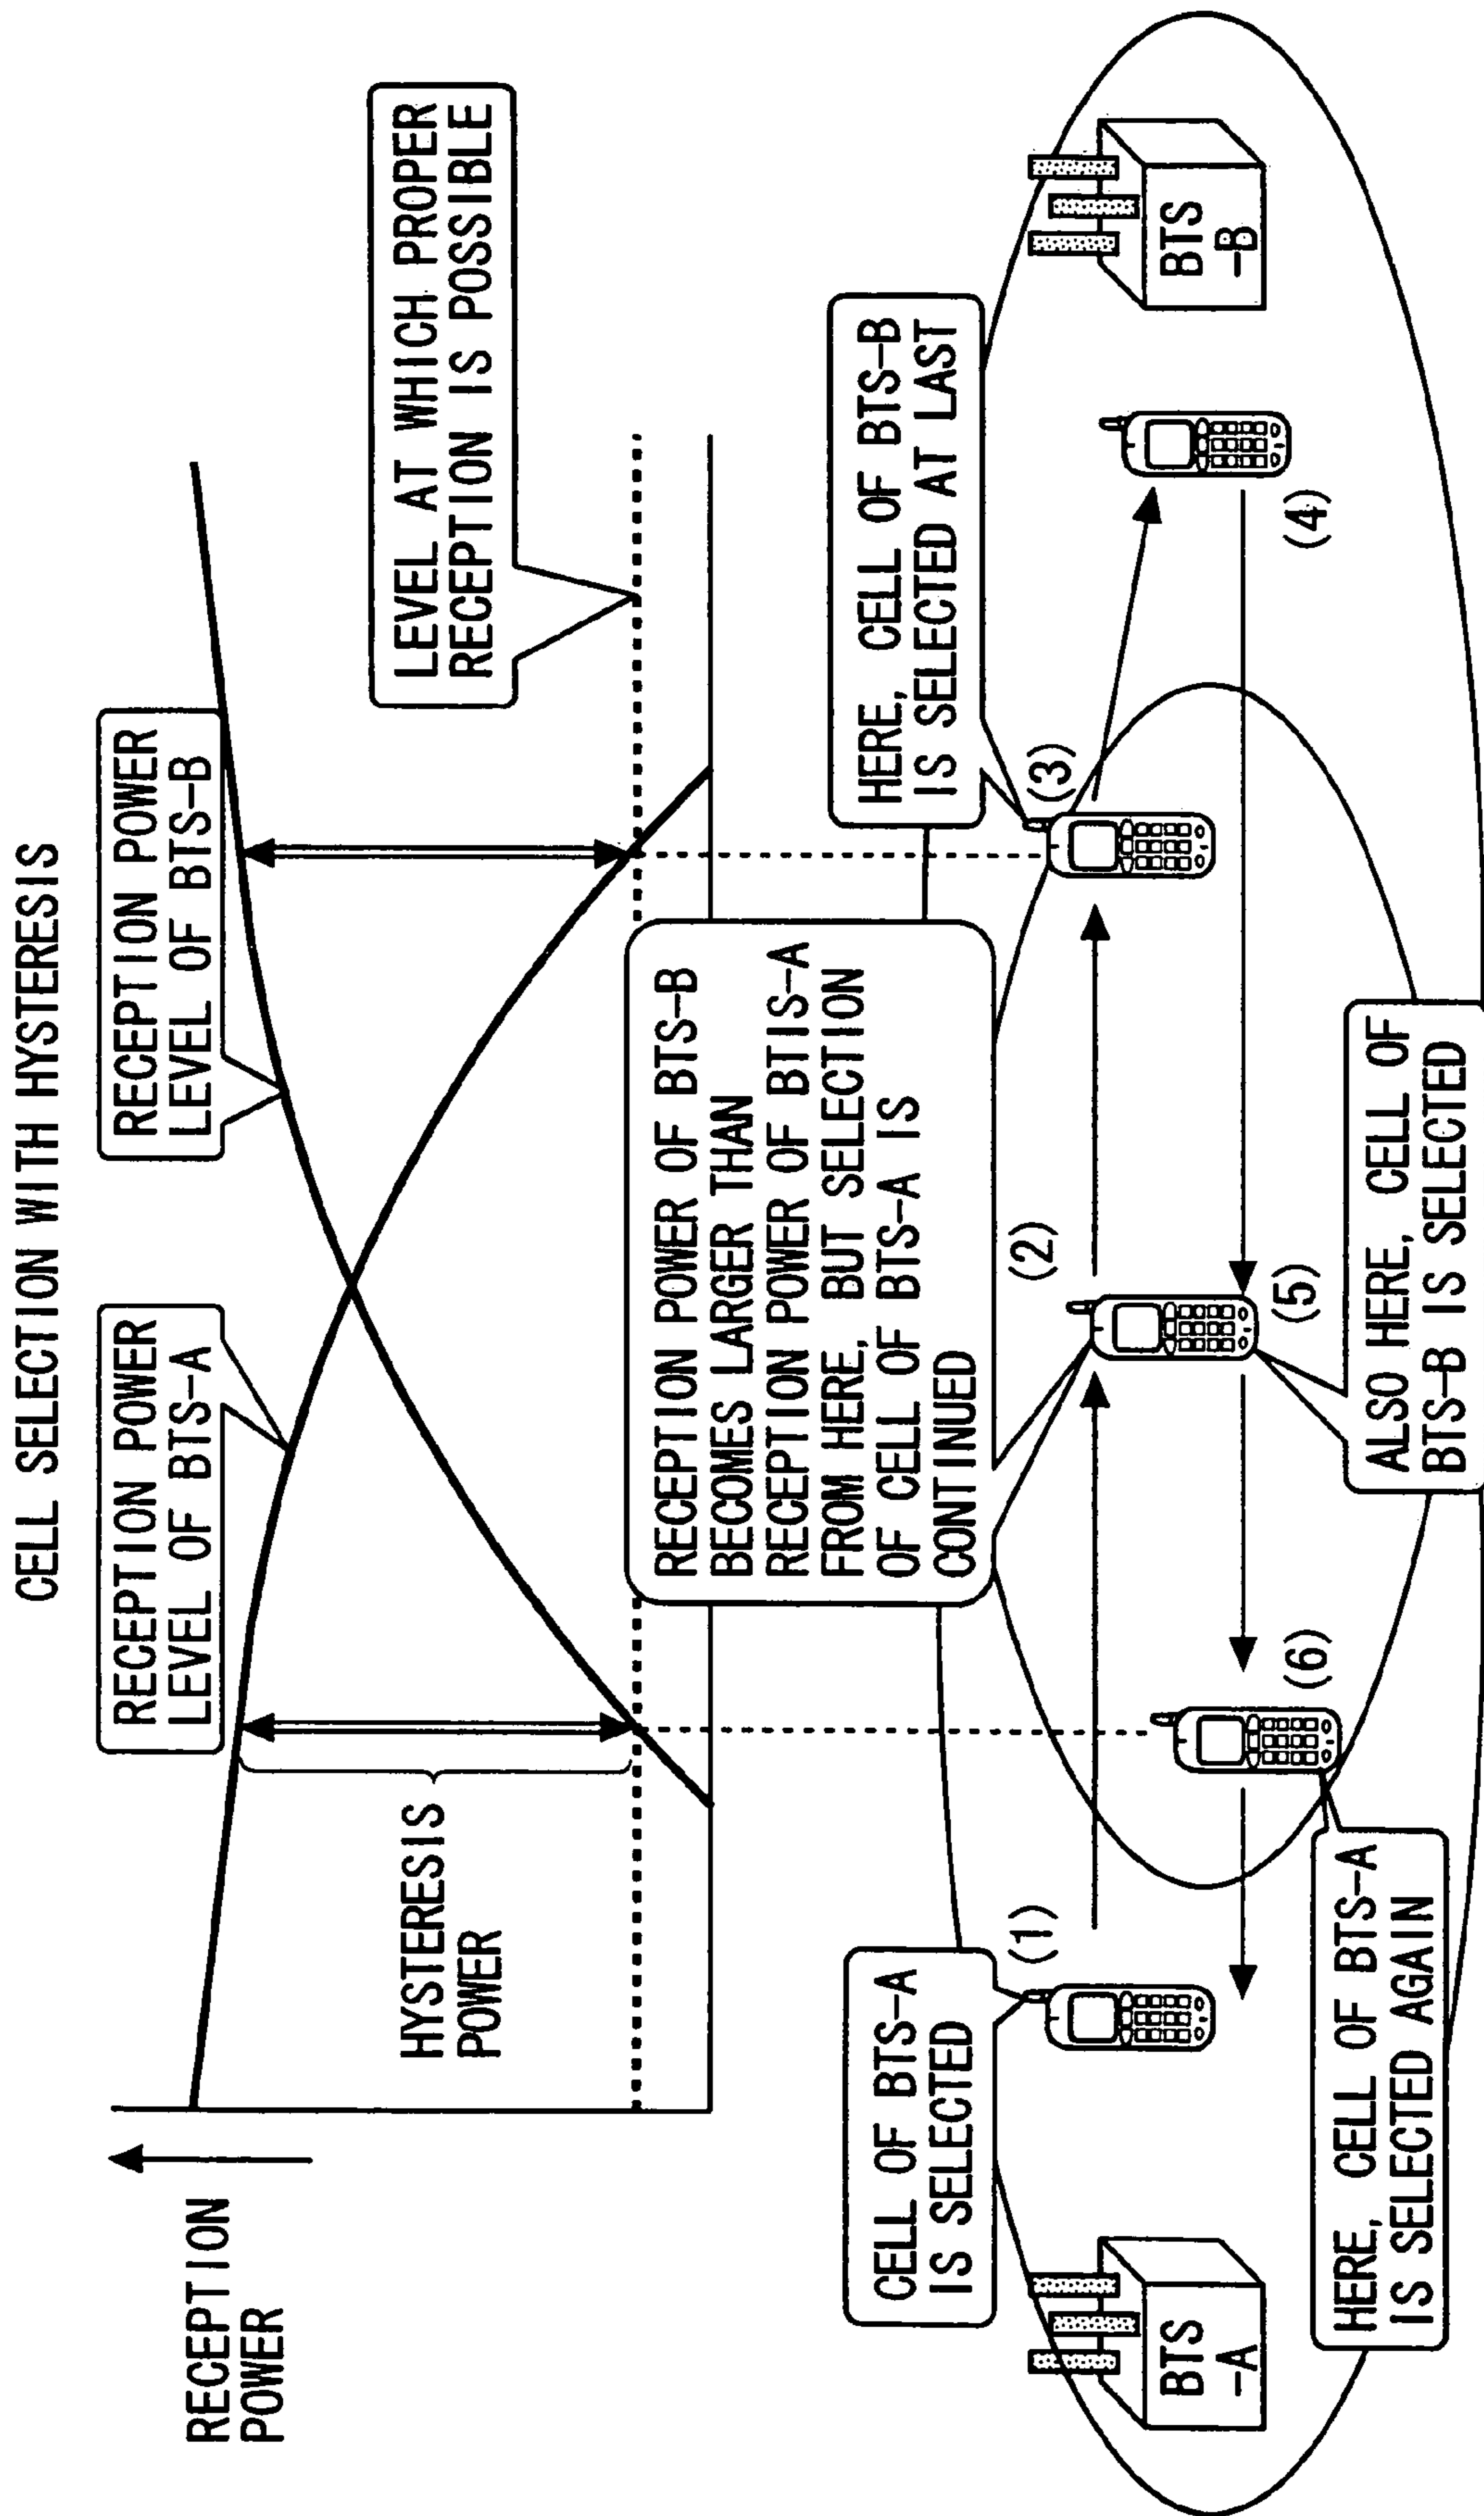 CELL SELECTION WITH HYSTERESIS
RECEPTION
POWER
RECEPTION POWER
LEVEL OF BTS-A
RECEPTION POWER
LEVEL OF BTS-B
LEVEL AT WHICH PROPER
RECEPTION IS POSSIBLE
HYSTERESIS
POWER
RECEPTION POWER OF BTS-B
BECOMES LARGER THAN
RECEPTION POWER OF BTIS-A
FROM HERE, BUT SELECTION
OF CELL OF BTS-A IS
CONTINUED
HERE, CELL OF BTS-B
IS SELECTED AT LAST
CELL OF BTS-A
IS SELECTED
(1)
(2)
(3)
BTS
-A
BTS
-B
(4)
(5)
(6)
HERE, CELL OF BTS-A
IS SELECTED AGAIN
ALSO HERE, CELL OF
BTS-B IS SELECTED